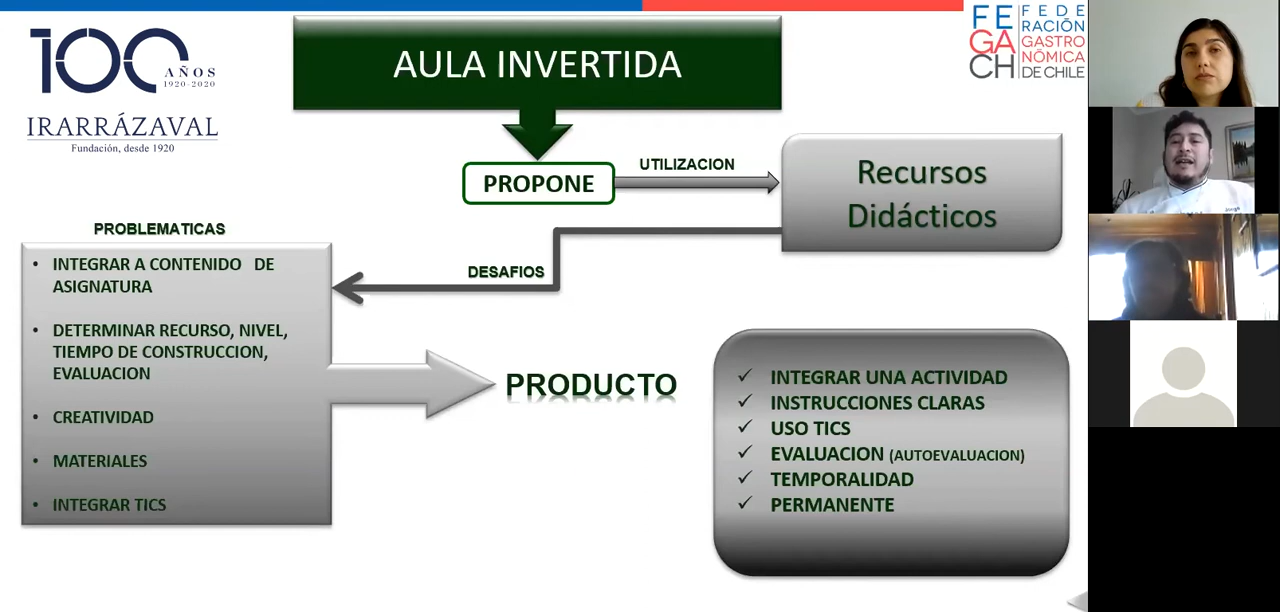 100
AÑOS
1920-2020
IRARRÁZAVAL
Fundación, desde 1920
AULA INVERTIDA
FE
GA
CH
FEDE
RACIÓN
GASTRO
NÓMICA
DE CHILE
PROPONE
UTILIZACION
Recursos
Didácticos
DESAFIOS
PROBLEMATICAS
• INTEGRAR A CONTENIDO DE
ASIGNATURA
• DETERMINAR RECURSO, NIVEL,
TIEMPO DE CONSTRUCCION,
EVALUACION
• CREATIVIDAD
• MATERIALES
• INTEGRAR TICS
PRODUCTO
✓ INTEGRAR UNA ACTIVIDAD
✓ INSTRUCCIONES CLARAS
✓ USO TICS
✓ EVALUACION (AUTOEVALUACION)
✓ TEMPORALIDAD
✓ PERMANENTE